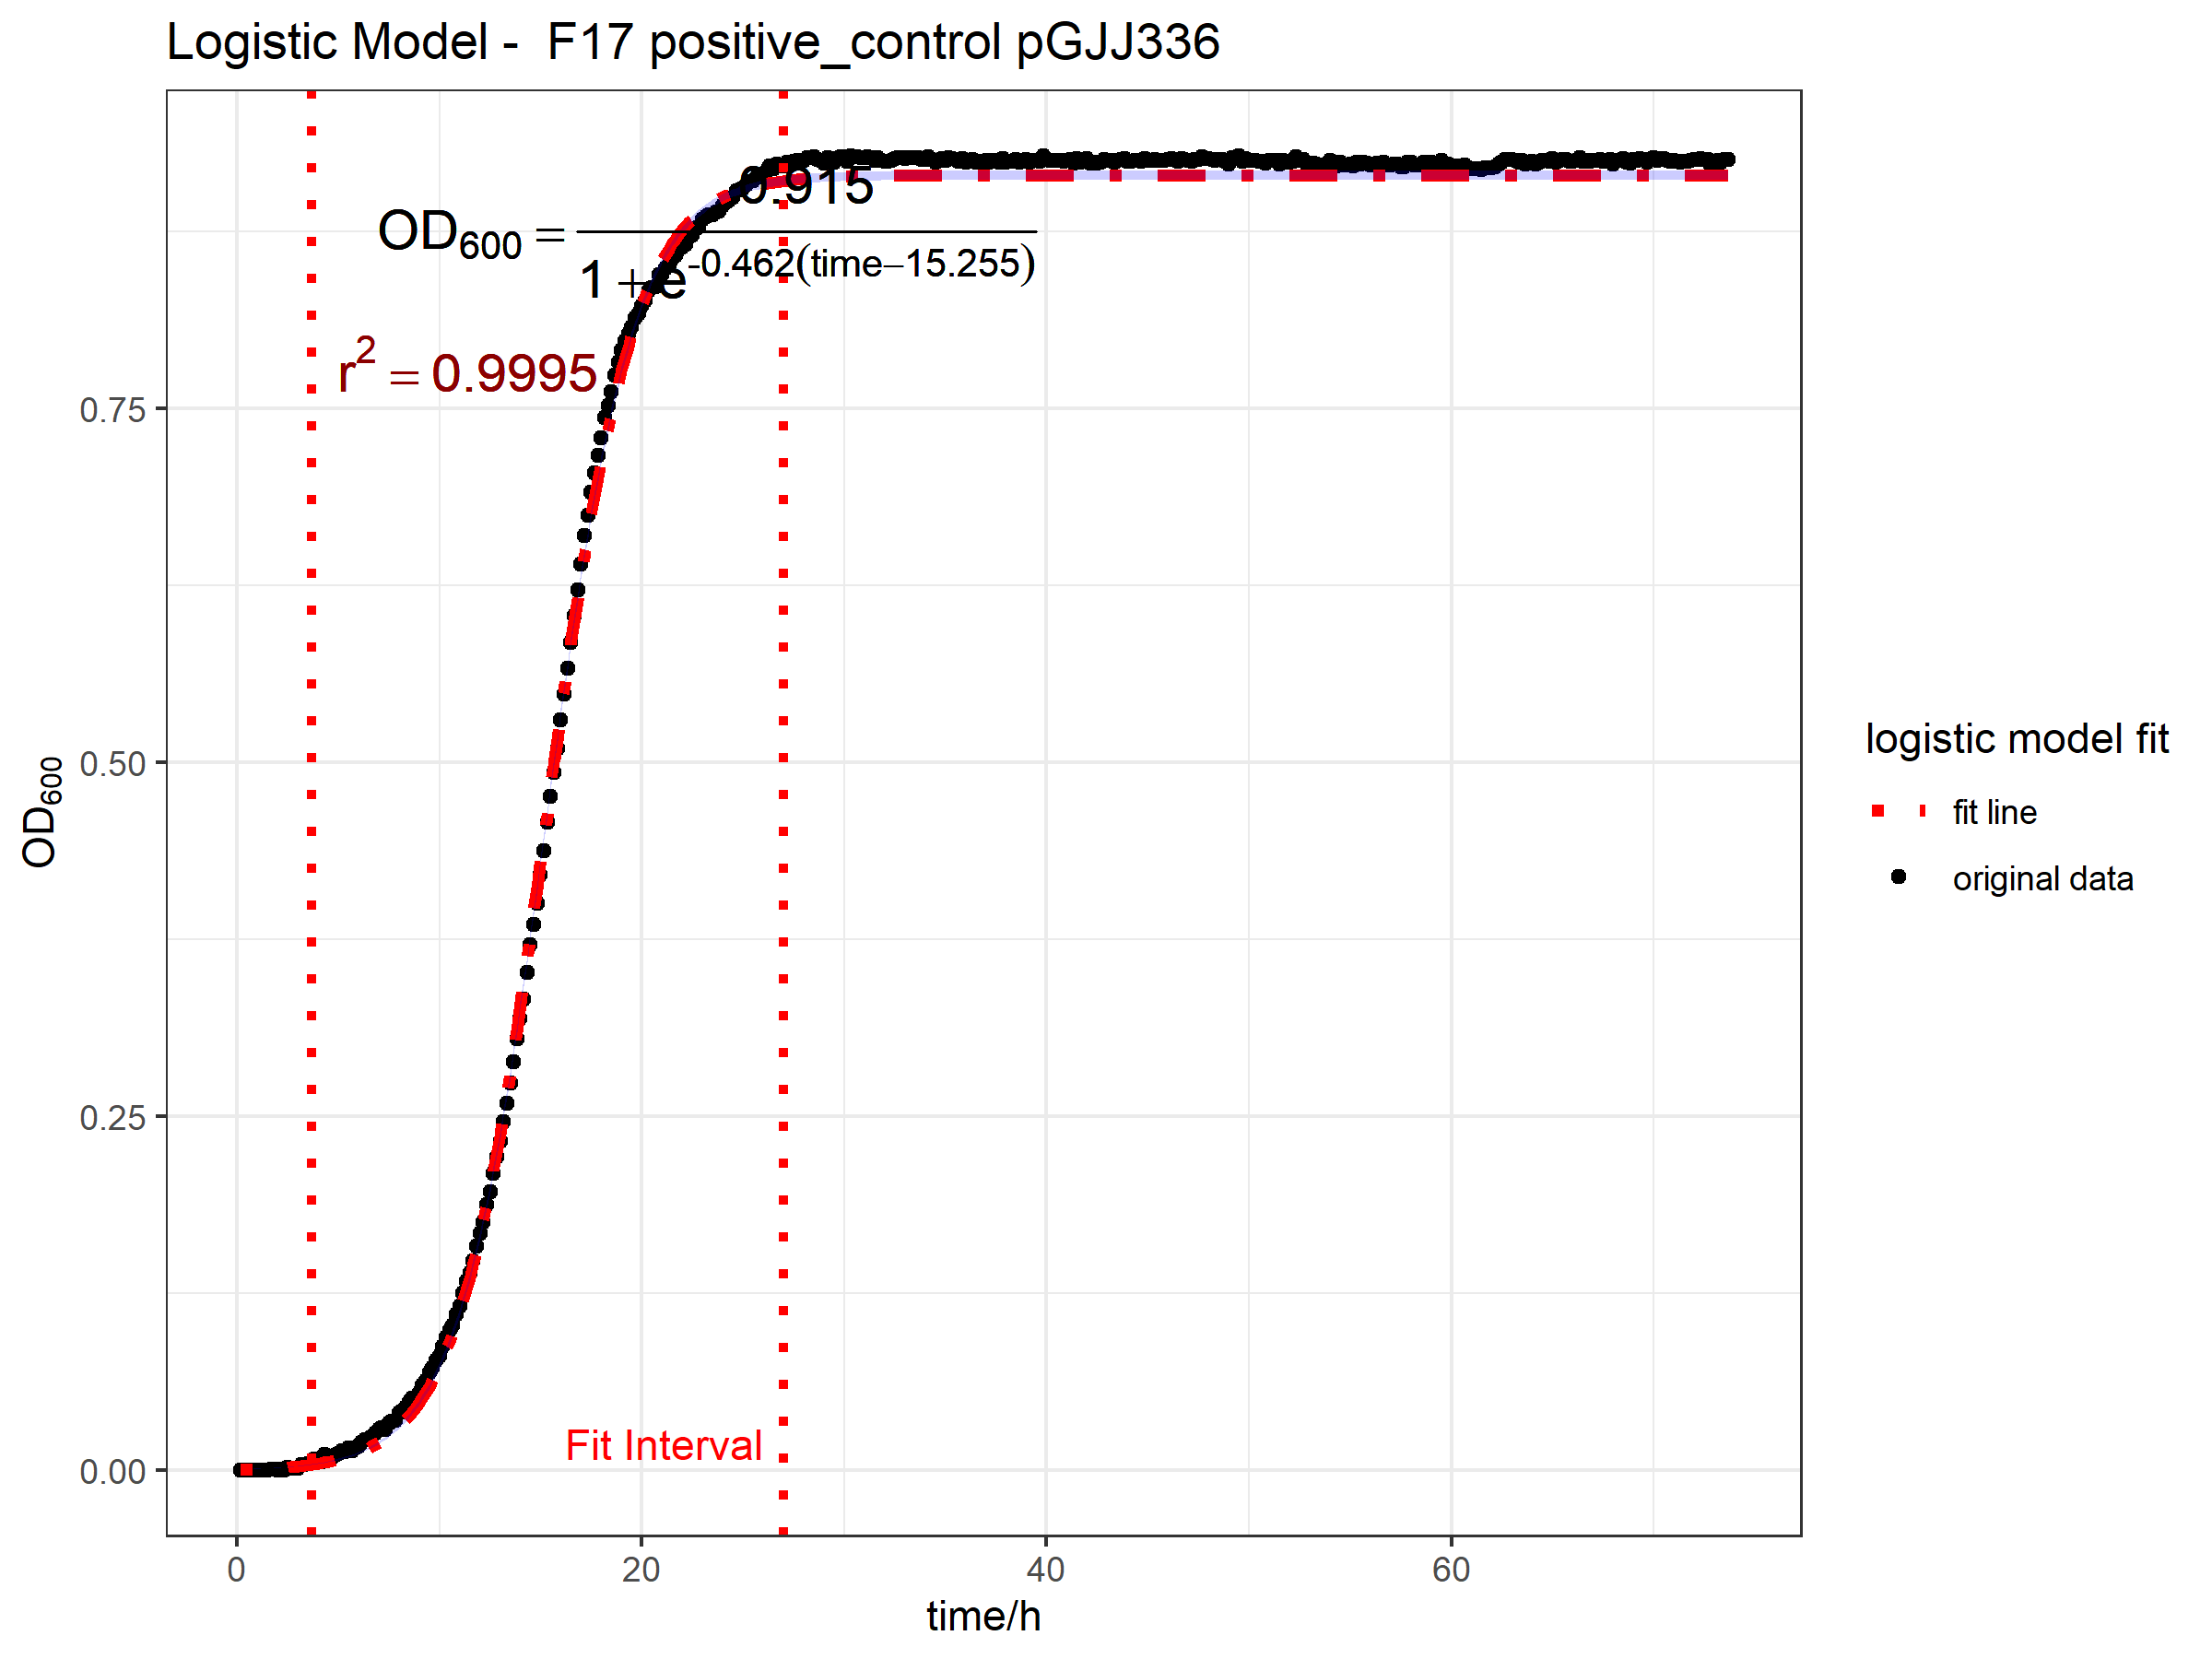 Logistic Model -  F17 positive_control pGJJ336
0.915
OD600 = 
1 + e^-0.462(time−15.255)
r^2 = 0.9995
0.75
0.50
0.25
0.00
OD600
Fit Interval
0 20 40 60
time/h
logistic model fit
fit line
original data